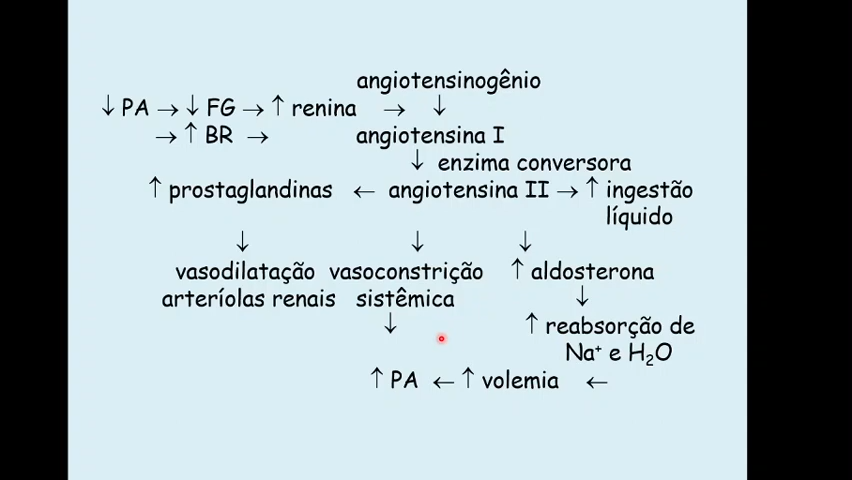 angiotensinogênio
↓ PA → ↓ FG → ↑ renina → ↓
→ ↑ BR → angiotensina I
↓ enzima conversora
↑ prostaglandinas ← angiotensina II → ↑ ingestão
líquido
↓ ↓ ↓
vasodilatação vasoconstrição ↑ aldosterona
arteríolas renais sistêmica ↓
↓ ↑ reabsorção de
Na⁺ e H₂O
↑ PA ← ↑ volemia ←